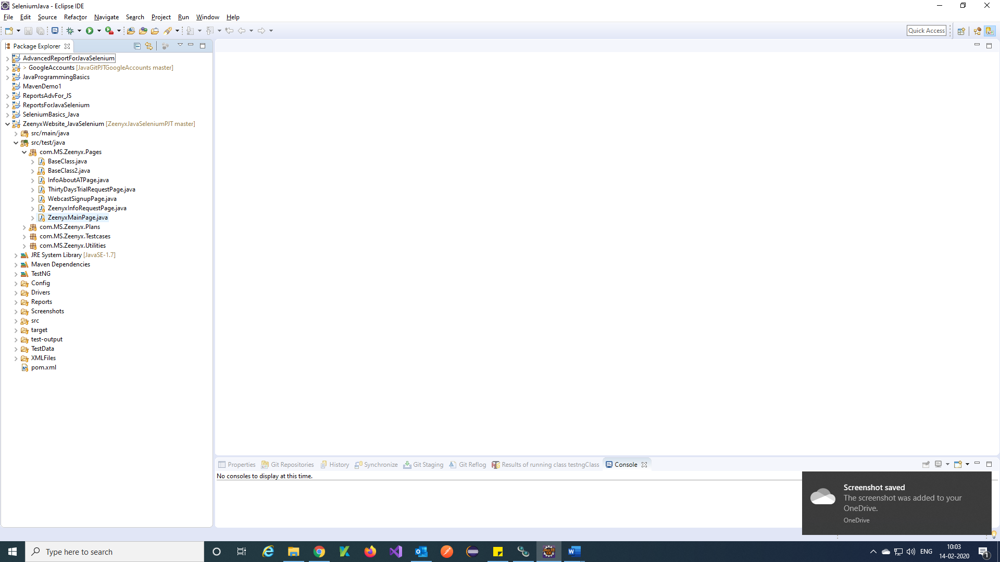 SeleniumJava - Eclipse IDE
File Edit Source Refactor Navigate Search Project Run Window Help
Quick Access
Package Explorer
AdvancedReportForJavaSelenium
> GoogleAccounts [JavaGitPJTGoogleAccounts master]
JavaProgrammingBasics
MavenDemo1
ReportsAdvFor_JS
ReportsForJavaSelenium
SeleniumBasics_Java
ZeenyxWebsite_JavaSelenium [ZeenyxJavaSeleniumPJT master]
src/main/java
src/test/java
com.MS.Zeenyx.Pages
BaseClass.java
BaseClass2.java
InfoAboutATPage.java
ThirtyDaysTrialRequestPage.java
WebcastSignupPage.java
ZeenyxInfoRequestPage.java
ZeenyxMainPage.java
com.MS.Zeenyx.Plans
com.MS.Zeenyx.Testcases
com.MS.Zeenyx.Utilities
JRE System Library [JavaSE-1.7]
Maven Dependencies
TestNG
Config
Drivers
Reports
Screenshots
src
target
test-output
TestData
XMLFiles
pom.xml
Properties Git Repositories History Synchronize Git Staging Git Reflog Results of running class testngClass Console
No consoles to display at this time.
Screenshot saved
The screenshot was added to your
OneDrive.
OneDrive
Type here to search
ENG
10:03
14-02-2020
1